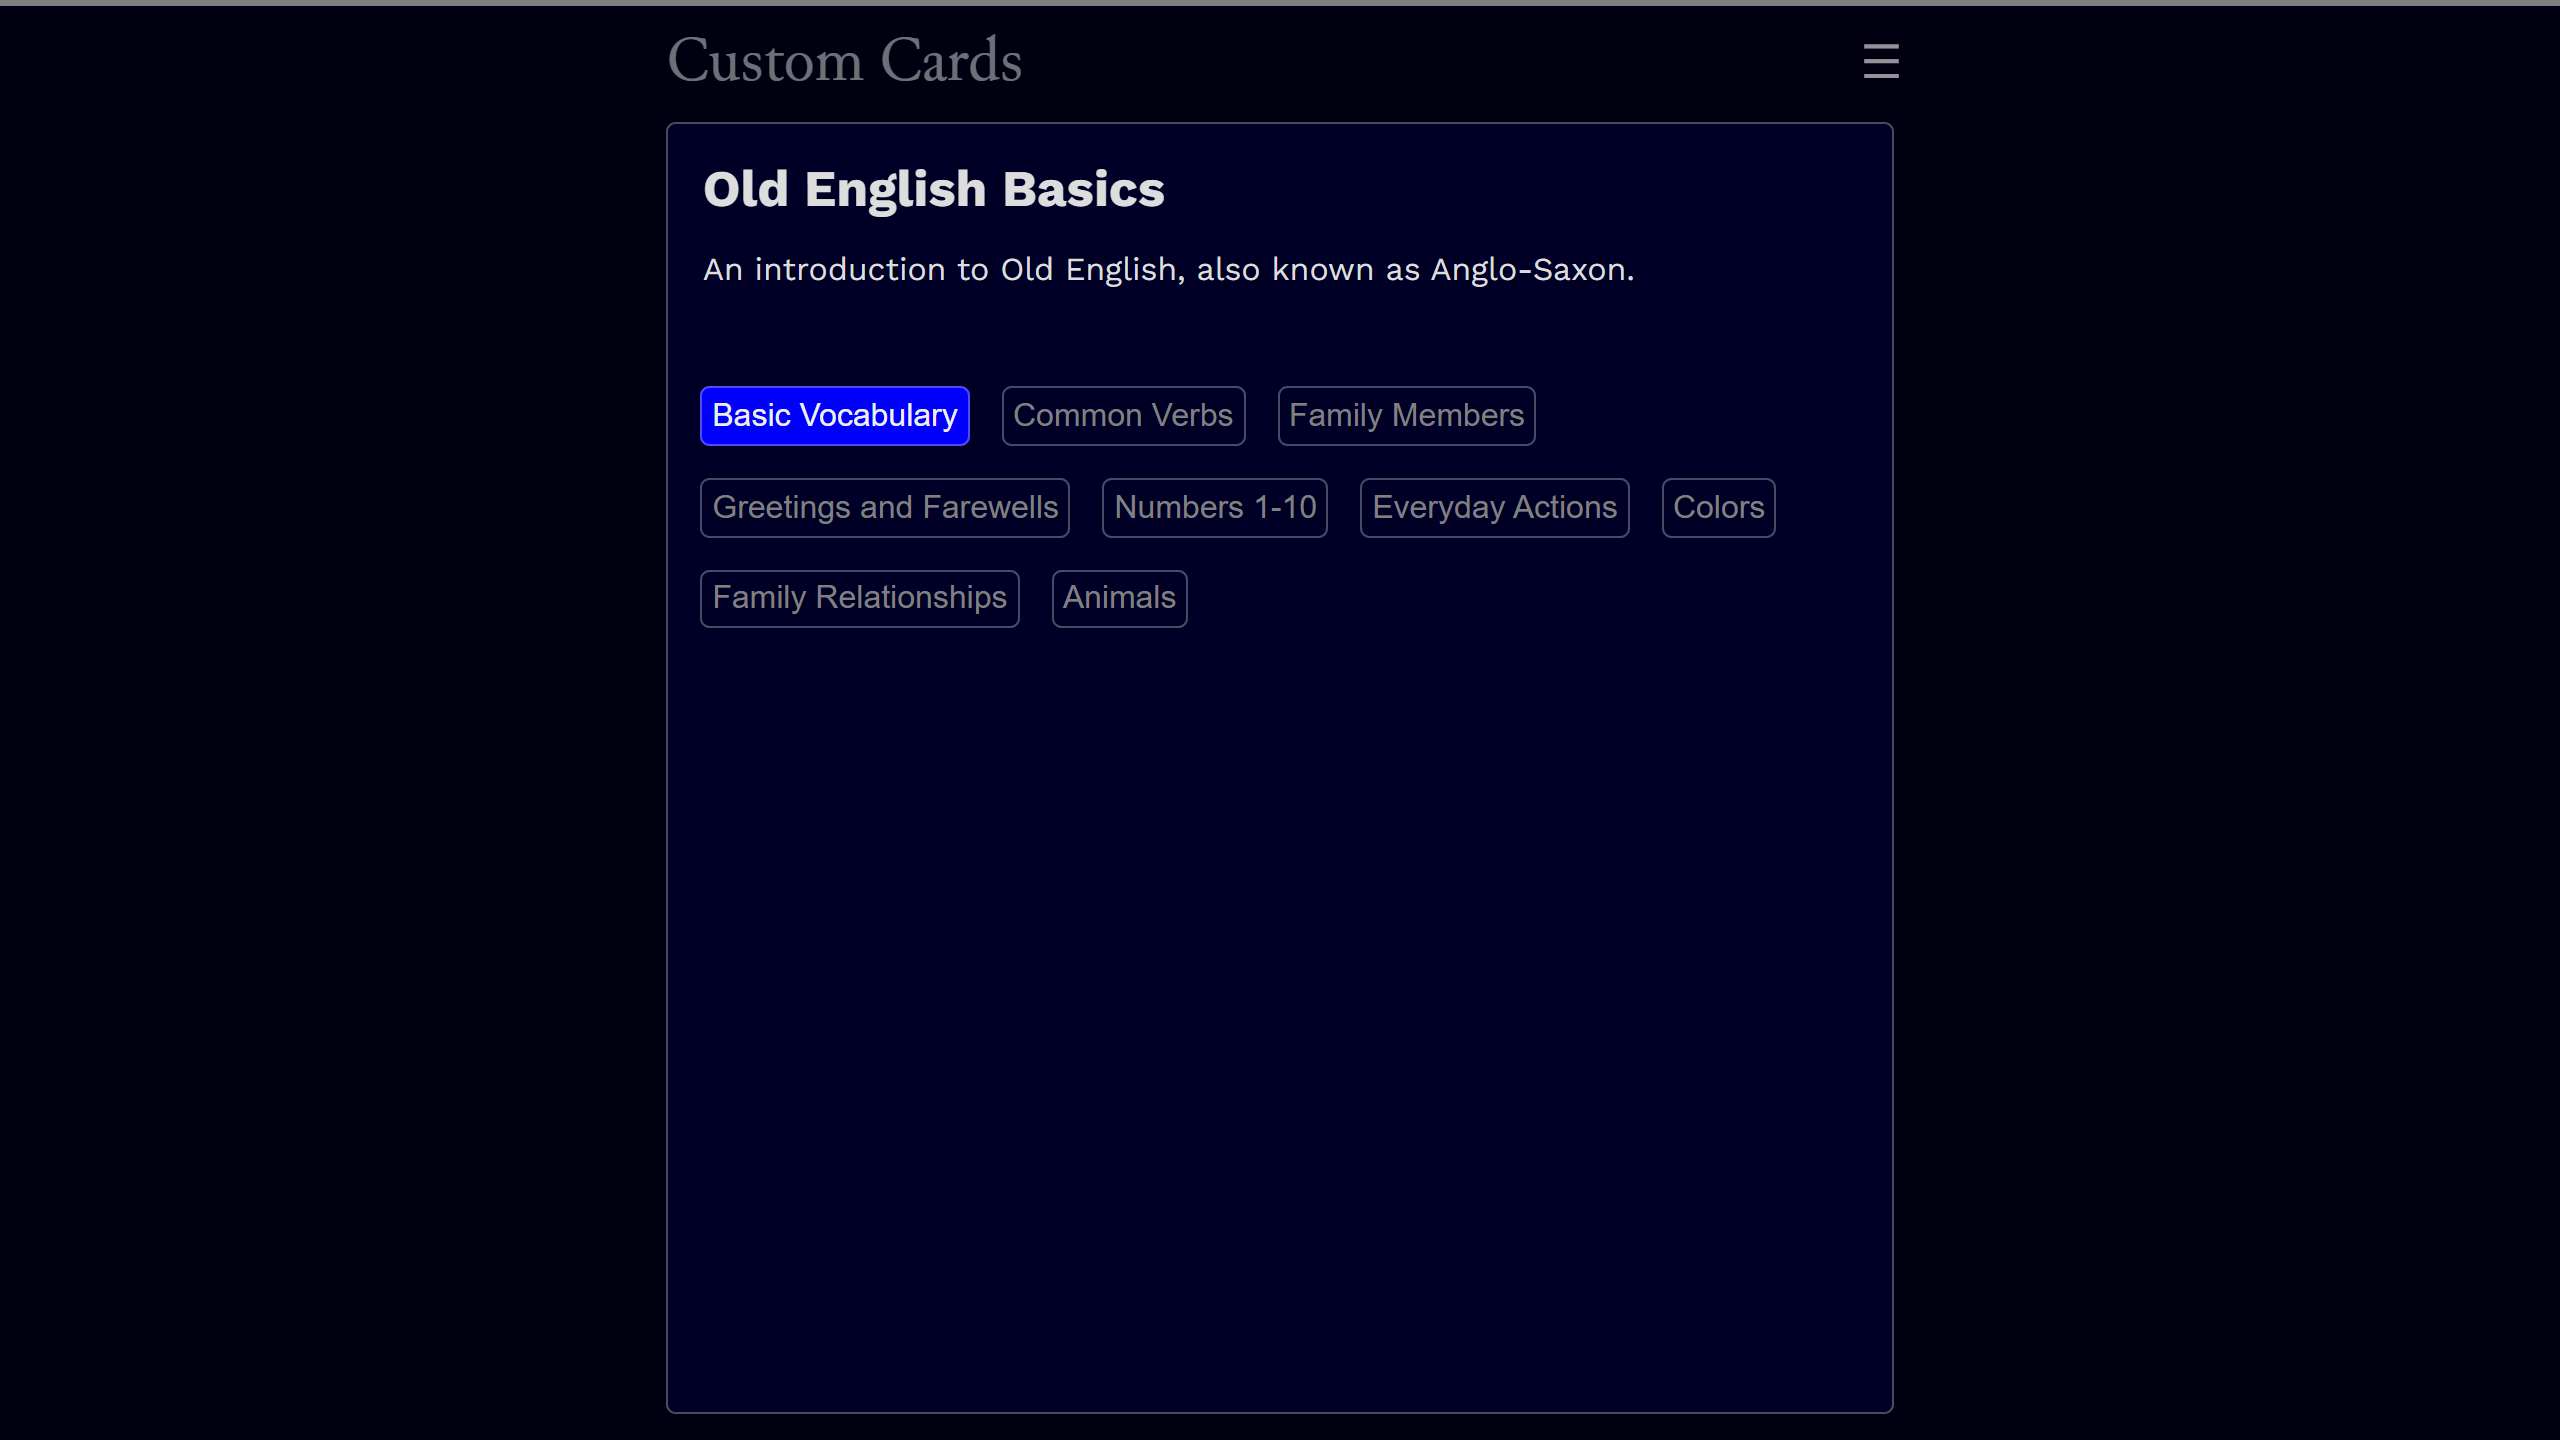 Custom Cards
Old English Basics
An introduction to Old English, also known as Anglo-Saxon.
Basic Vocabulary Common Verbs Family Members
Greetings and Farewells Numbers 1-10 Everyday Actions Colors
Family Relationships Animals